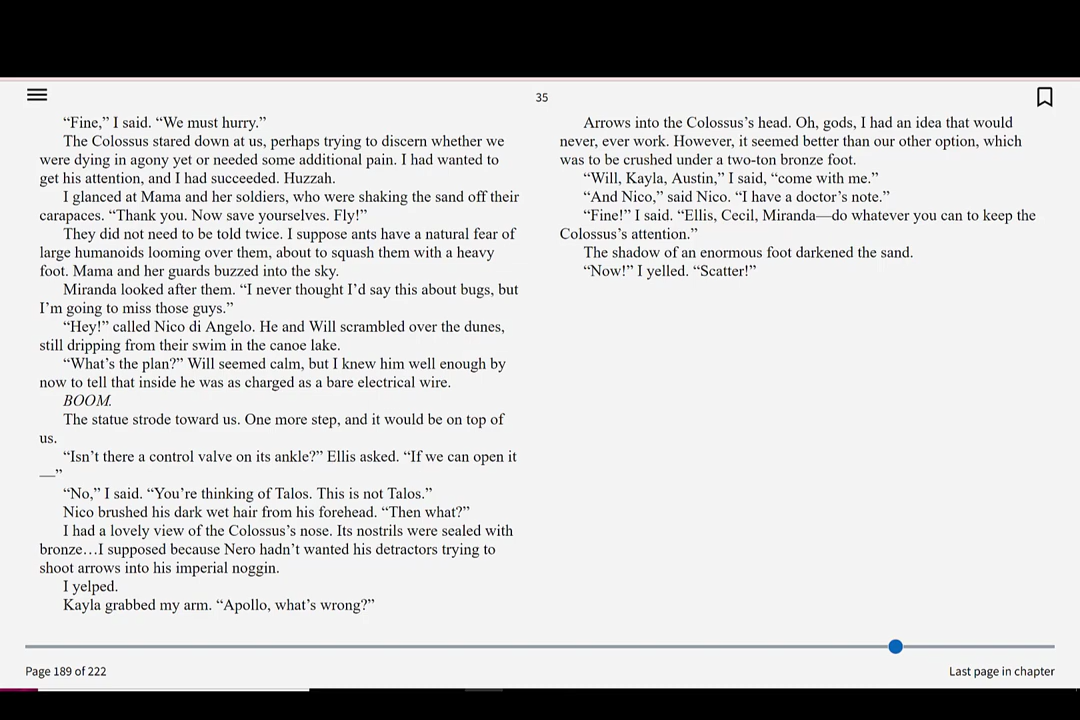 35
“Fine,” I said. “We must hurry.”
The Colossus stared down at us, perhaps trying to discern whether we
were dying in agony yet or needed some additional pain. I had wanted to
get his attention, and I had succeeded. Huzzah.
I glanced at Mama and her soldiers, who were shaking the sand off their
carapaces. “Thank you. Now save yourselves. Fly!”
They did not need to be told twice. I suppose ants have a natural fear of
large humanoids looming over them, about to squash them with a heavy
foot. Mama and her guards buzzed into the sky.
Miranda looked after them. “I never thought I’d say this about bugs, but
I’m going to miss those guys.”
“Hey!” called Nico di Angelo. He and Will scrambled over the dunes,
still dripping from their swim in the canoe lake.
“What’s the plan?” Will seemed calm, but I knew him well enough by
now to tell that inside he was as charged as a bare electrical wire.
BOOM.
The statue strode toward us. One more step, and it would be on top of
us.
“Isn’t there a control valve on its ankle?” Ellis asked. “If we can open it
—”
“No,” I said. “You’re thinking of Talos. This is not Talos.”
Nico brushed his dark wet hair from his forehead. “Then what?”
I had a lovely view of the Colossus’s nose. Its nostrils were sealed with
bronze…I supposed because Nero hadn’t wanted his detractors trying to
shoot arrows into his imperial noggin.
I yelped.
Kayla grabbed my arm. “Apollo, what’s wrong?”
Arrows into the Colossus’s head. Oh, gods, I had an idea that would
never, ever work. However, it seemed better than our other option, which
was to be crushed under a two-ton bronze foot.
“Will, Kayla, Austin,” I said, “come with me.”
“And Nico,” said Nico. “I have a doctor’s note.”
“Fine!” I said. “Ellis, Cecil, Miranda—do whatever you can to keep the
Colossus’s attention.”
The shadow of an enormous foot darkened the sand.
“Now!” I yelled. “Scatter!”
Page 189 of 222
Last page in chapter